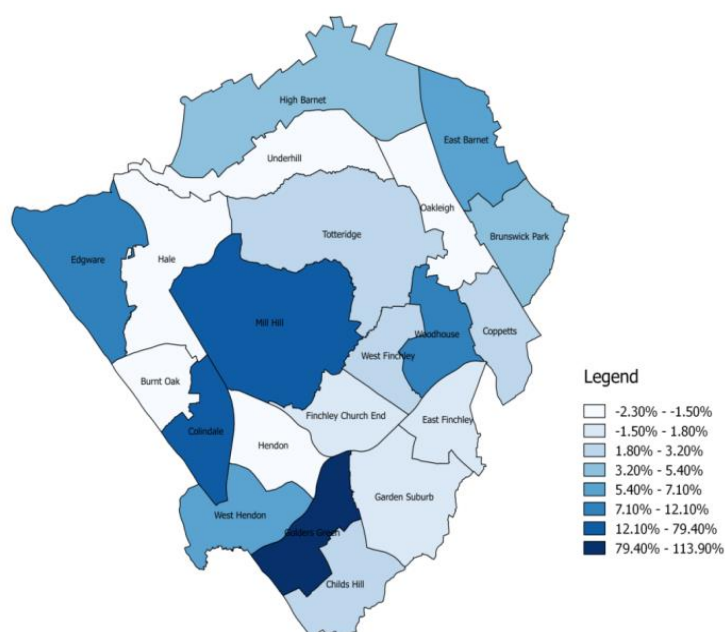 High Barnet
East Barnet
Underhill
Oakleigh
Totteridge
Brunswick Park
Edgware
Hale
Mill Hill
Woodhouse
Coppetts
West Finchley
Burnt Oak
Finchley Church End
East Finchley
Colindale
Hendon
Garden Suburb
West Hendon
Golders Green
Childs Hill
Legend
-2.30% - -1.50%
-1.50% - 1.80%
1.80% - 3.20%
3.20% - 5.40%
5.40% - 7.10%
7.10% - 12.10%
12.10% - 79.40%
79.40% - 113.90%